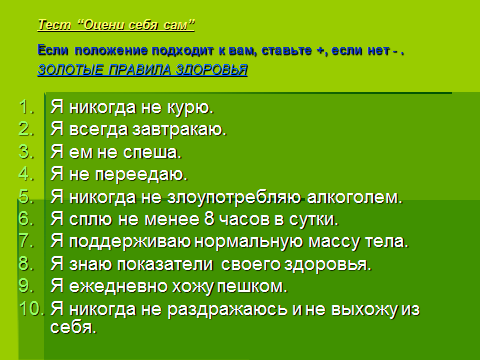 Тест “Оцени себя сам”
Если положение подходит к вам, ставьте +, если нет - .
ЗОЛОТЫЕ ПРАВИЛА ЗДОРОВЬЯ
1. Я никогда не курю.
2. Я всегда завтракаю.
3. Я ем не спеша.
4. Я не переедаю.
5. Я никогда не злоупотребляю алкоголем.
6. Я сплю не менее 8 часов в сутки.
7. Я поддерживаю нормальную массу тела.
8. Я знаю показатели своего здоровья.
9. Я ежедневно хожу пешком.
10. Я никогда не раздражаюсь и не выхожу из
себя.